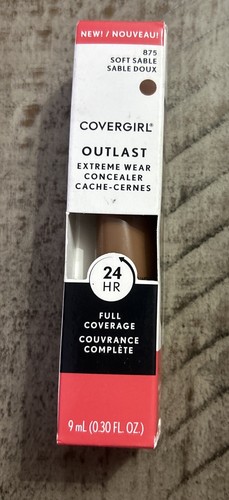 NEW! / NOUVEAU!
875
SOFT SABLE
SABLE DOUX
COVERGIRL®
OUTLAST
EXTREME WEAR
CONCEALER
CACHE-CERNES
24
HR
FULL
COVERAGE
COUVRANCE
COMPLÈTE
9 mL (0.30 FL. OZ.)